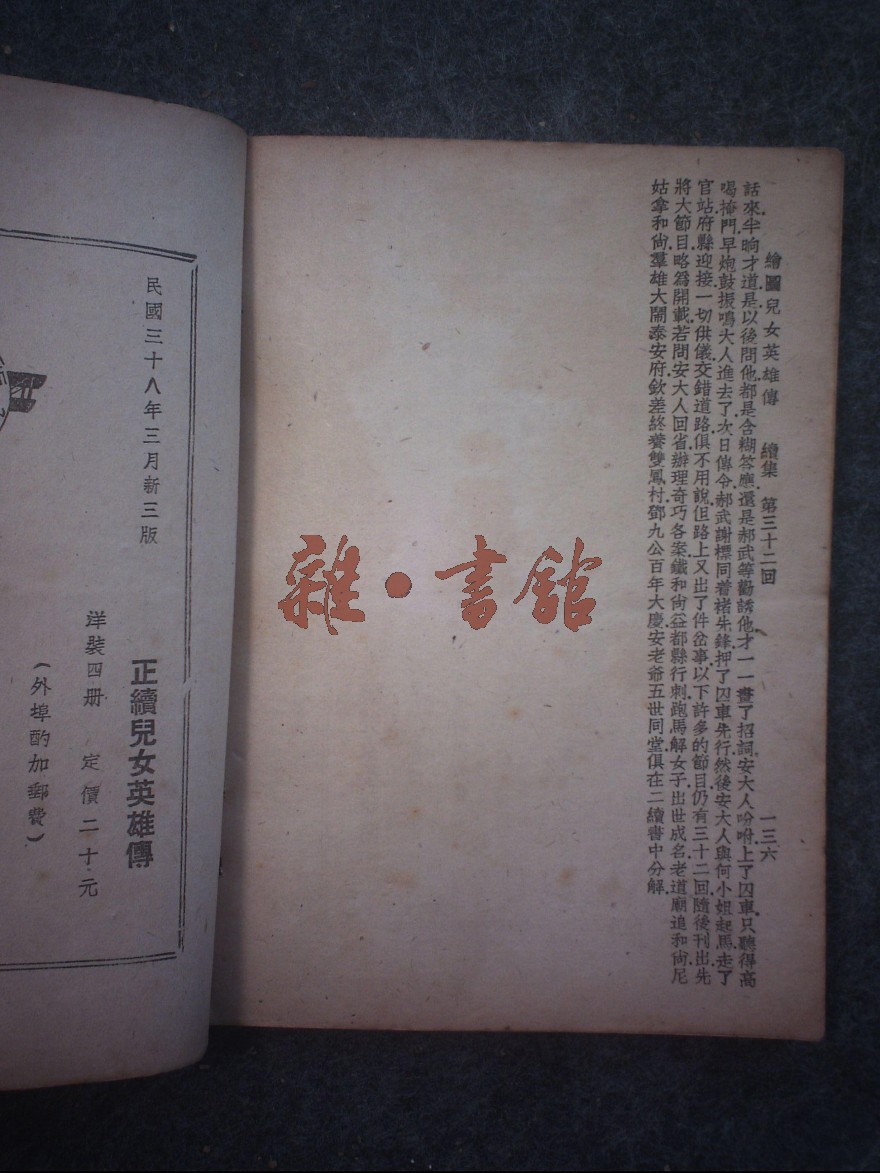 繪圖兒女英雄傳 續集 第三十二回 一三六
話來.半晌才道.是.以後問他.都是含糊答應.還是郝武等勸誘他.才一一畫了招詞.安大人吩咐.上了囚車.只聽得高
喝掩門.早炮鼓振鳴.大人進去了.次日傳令郝武謝標.同着褚先鋒.押了囚車先行.然後安大人與何小姐起馬.走了
官站.府縣迎接.一切供儀.交錯道路.俱不用說.但路上又出了件岔事.以下許多的節目.仍有三十二回.隨後刊出.先
將大節目略為開載.若問安大人回省辦理奇巧各案.鐵和尙益都縣行刺.跑馬解女子出世成名.老道廟追和尙.尼
姑拿和尙.羣雄大鬧泰安府.欽差終養雙鳳村.鄧九公百年大慶.安老爺五世同堂.俱在二續書中分解.
民國三十八年三月新三版
正續兒女英雄傳
洋裝四册 定價二十元
(外埠酌加郵費)
雜·書館